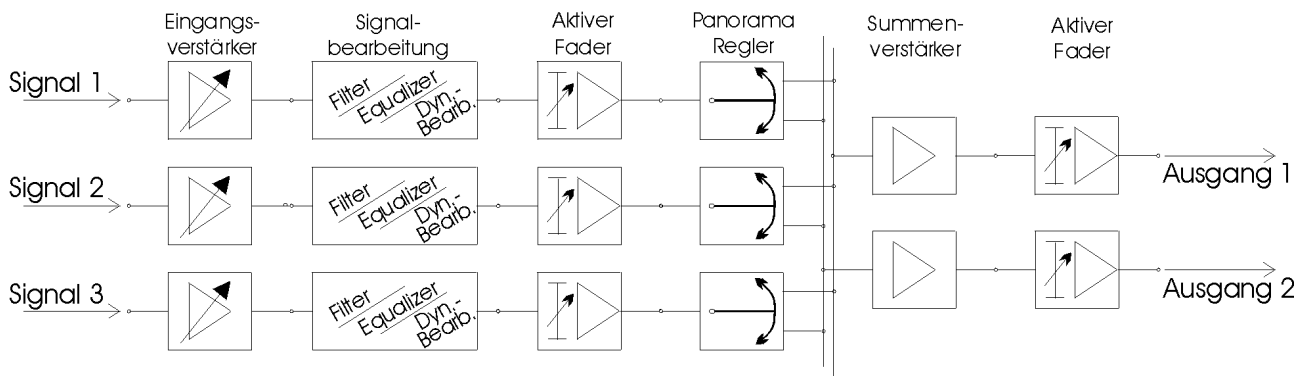 Eingangs-
verstärker
Signal-
bearbeitung
Aktiver
Fader
Panorama
Regler
Summen-
verstärker
Aktiver
Fader
Signal 1
Filter
Equalizer
Dyn.-
Bearb.
Signal 2
Filter
Equalizer
Dyn.-
Bearb.
Ausgang 1
Signal 3
Filter
Equalizer
Dyn.-
Bearb.
Ausgang 2